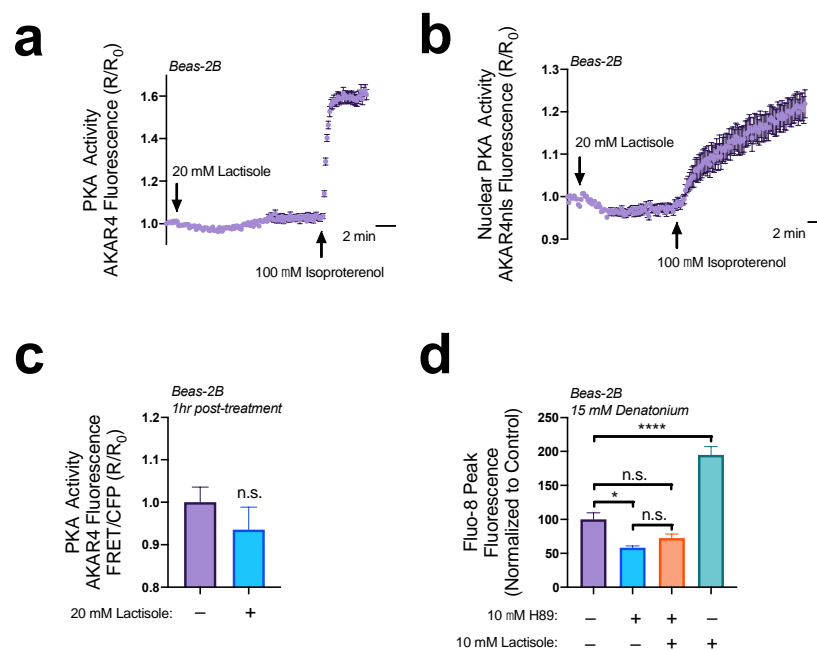 a
PKA Activity
AKAR4 Fluorescence (R/R0)
Beas-2B
1.6
1.4
1.2
1.0
20 mM Lactisole
2 min
100 mM Isoproterenol
b
Nuclear PKA Activity
AKAR4nls Fluorescence (R/R0)
Beas-2B
1.3
1.2
1.1
1.0
0.9
20 mM Lactisole
2 min
100 mM Isoproterenol
c
PKA Activity
AKAR4 Fluorescence
FRET/CFP (R/R0)
Beas-2B
1hr post-treatment
1.2
1.1
1.0
0.9
0.8
n.s.
20 mM Lactisole: – +
d
Fluo-8 Peak
Fluorescence
(Normalized to Control)
Beas-2B
15 mM Denatonium
250
200
150
100
50
0
****
n.s.
*
n.s.
10 mM H89: – + + –
10 mM Lactisole: – – + +